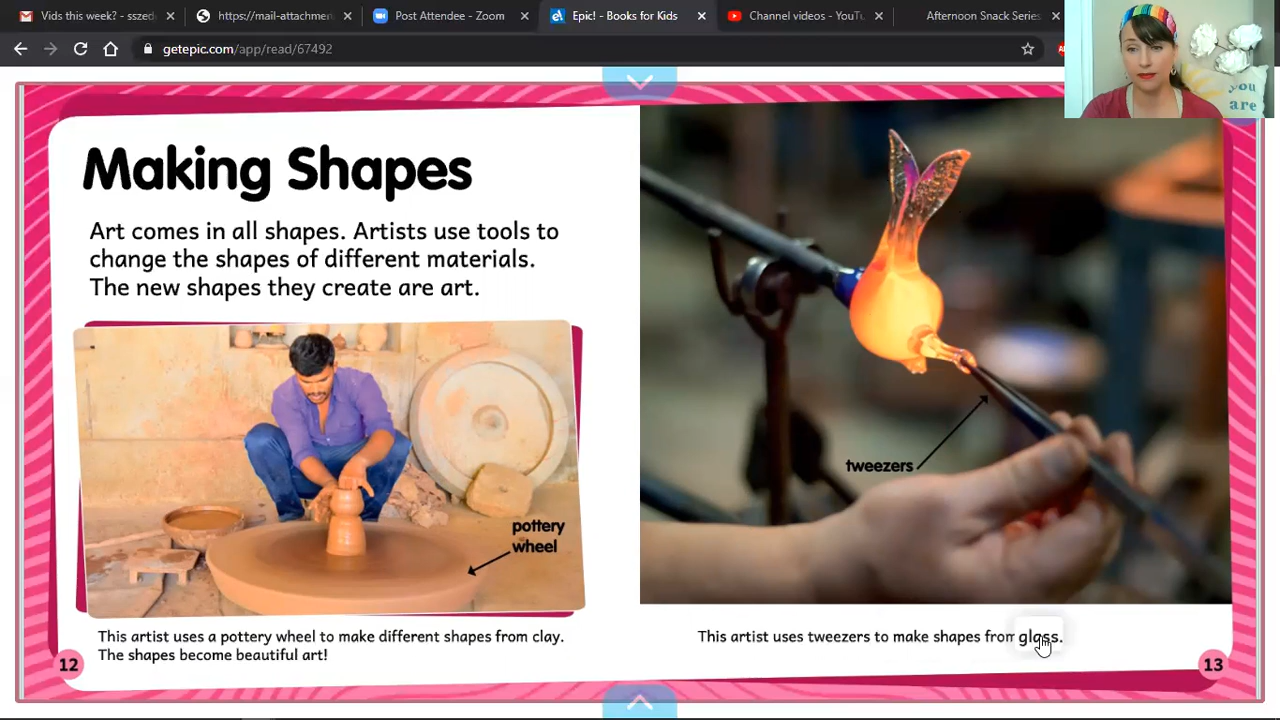 Vids this week? - sszed
https://mail-attachmen
Post Attendee - Zoom
Epic! - Books for Kids
Channel videos - YouTu
Afternoon Snack Series
getepic.com/app/read/67492
you
are
Making Shapes
Art comes in all shapes. Artists use tools to
change the shapes of different materials.
The new shapes they create are art.
tweezers
pottery
wheel
This artist uses a pottery wheel to make different shapes from clay.
The shapes become beautiful art!
This artist uses tweezers to make shapes from glass.
12
13